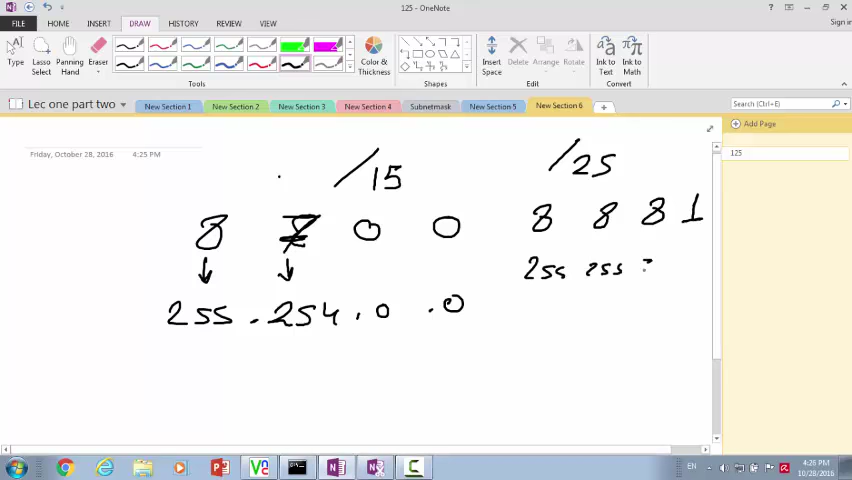 125 - OneNote
FILE HOME INSERT DRAW HISTORY REVIEW VIEW
Sign in
Type Lasso Select Panning Hand Eraser Color & Thickness Insert Space Delete Arrange Rotate Ink to Text Ink to Math
Tools Shapes Edit Convert
Lec one part two New Section 1 New Section 2 New Section 3 New Section 4 Subnetmask New Section 5 New Section 6 Search (Ctrl+E)
Add Page
125
Friday, October 28, 2016 4:25 PM
/15 /25
8 7 0 0 8 8 8 1
255 . 254 . 0 . 0 255 255
EN 4:26 PM
10/28/2016